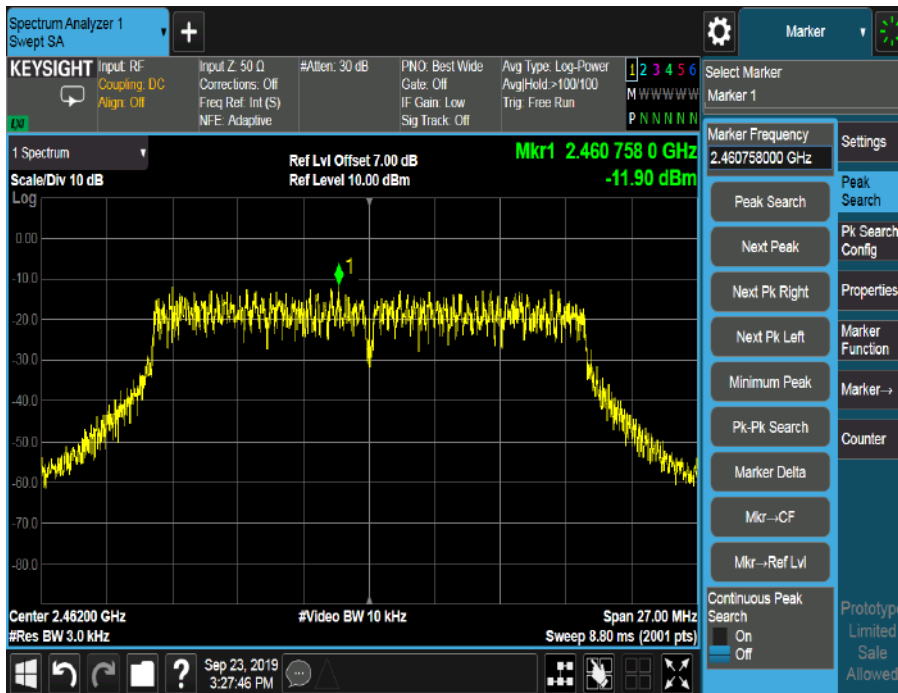 Spectrum Analyzer 1
Swept SA
+
Marker
KEYSIGHT
Input: RF
Coupling: DC
Align: Off
Input Z: 50 Ω
Corrections: Off
Freq Ref: Int (S)
NFE: Adaptive
#Atten: 30 dB
PNO: Best Wide
Gate: Off
IF Gain: Low
Sig Track: Off
Avg Type: Log-Power
Avg|Hold:>100/100
Trig: Free Run
1 2 3 4 5 6
M W W W W W
P N N N N N
LXI
Select Marker
Marker 1
1 Spectrum
Scale/Div 10 dB
Ref Lvl Offset 7.00 dB
Ref Level 10.00 dBm
Mkr1 2.460 758 0 GHz
-11.90 dBm
Log
0.00
-10.0
-20.0
-30.0
-40.0
-50.0
-60.0
-70.0
-80.0
1
Center 2.46200 GHz
#Res BW 3.0 kHz
#Video BW 10 kHz
Span 27.00 MHz
Sweep 8.80 ms (2001 pts)
Marker Frequency
2.460758000 GHz
Peak Search
Next Peak
Next Pk Right
Next Pk Left
Minimum Peak
Pk-Pk Search
Marker Delta
Mkr→CF
Mkr→Ref Lvl
Continuous Peak
Search
On
Off
Settings
Peak
Search
Pk Search
Config
Properties
Marker
Function
Marker→
Counter
Prototype
Limited
Sale
Allowed
?
Sep 23, 2019
3:27:46 PM